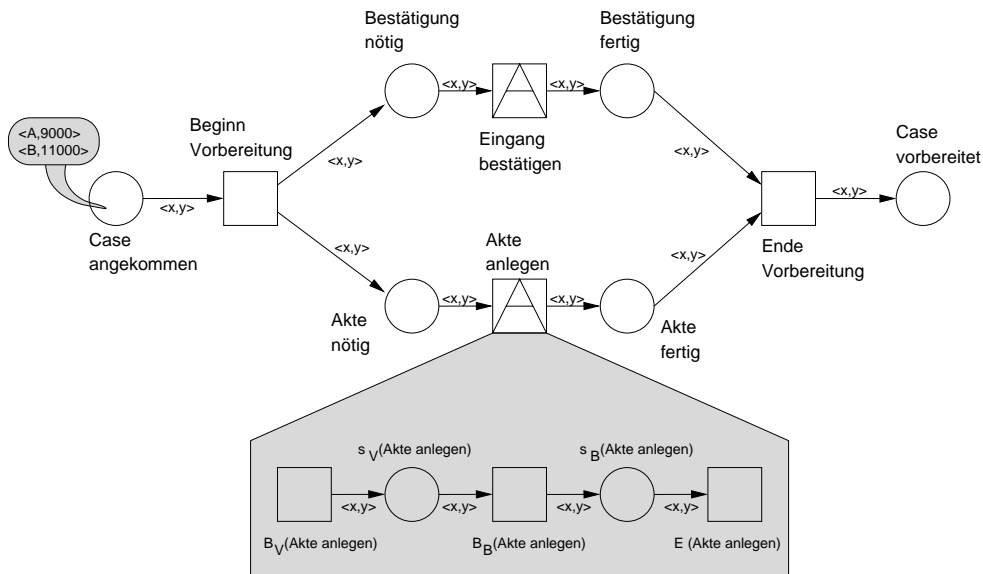 Bestätigung
nötig
Bestätigung
fertig
<x,y>
<x,y>
<A,9000>
<B,11000>
Beginn
Vorbereitung
Eingang
bestätigen
Case
vorbereitet
<x,y>
<x,y>
<x,y>
<x,y>
Case
angekommen
<x,y>
<x,y>
Akte
anlegen
Ende
Vorbereitung
<x,y>
<x,y>
Akte
nötig
Akte
fertig
s V(Akte anlegen)
s B(Akte anlegen)
<x,y>
<x,y>
<x,y>
<x,y>
B V(Akte anlegen)
B B(Akte anlegen)
E (Akte anlegen)